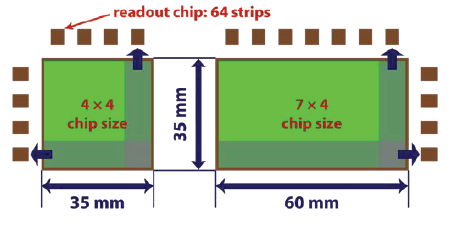 readout chip: 64 strips
4 × 4
chip size
35 mm
7 × 4
chip size
35 mm
60 mm